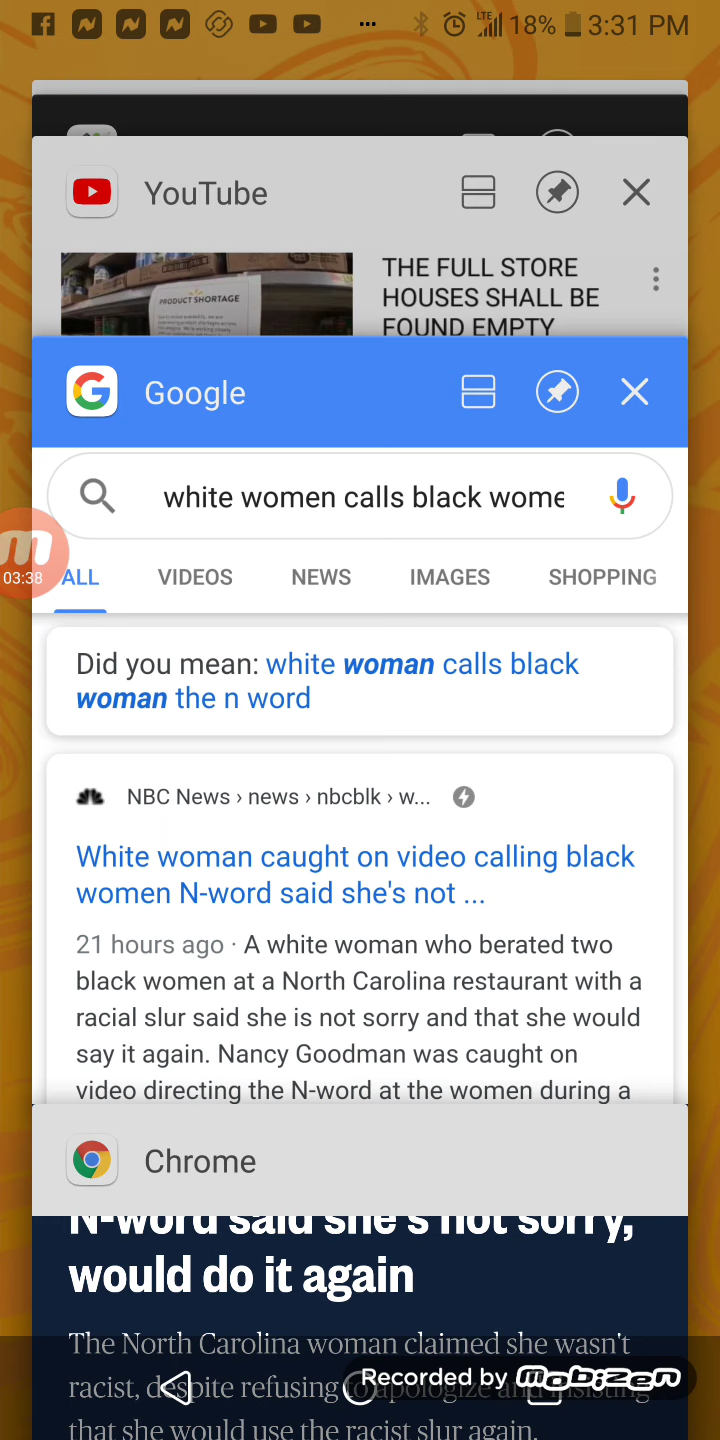 LTE 18% 3:31 PM
YouTube
PRODUCT SHORTAGE
THE FULL STORE
HOUSES SHALL BE
FOUND EMPTY
Google
white women calls black wome
03:38
ALL VIDEOS NEWS IMAGES SHOPPING
Did you mean: white woman calls black
woman the n word
NBC News › news › nbcblk › w...
White woman caught on video calling black
women N-word said she's not ...
21 hours ago · A white woman who berated two
black women at a North Carolina restaurant with a
racial slur said she is not sorry and that she would
say it again. Nancy Goodman was caught on
video directing the N-word at the women during a
Chrome
N-word said she's not sorry,
would do it again
The North Carolina woman claimed she wasn't
racist, despite refusing to apologize and insisting
Recorded by Mobizen
that she would use the racist slur again.